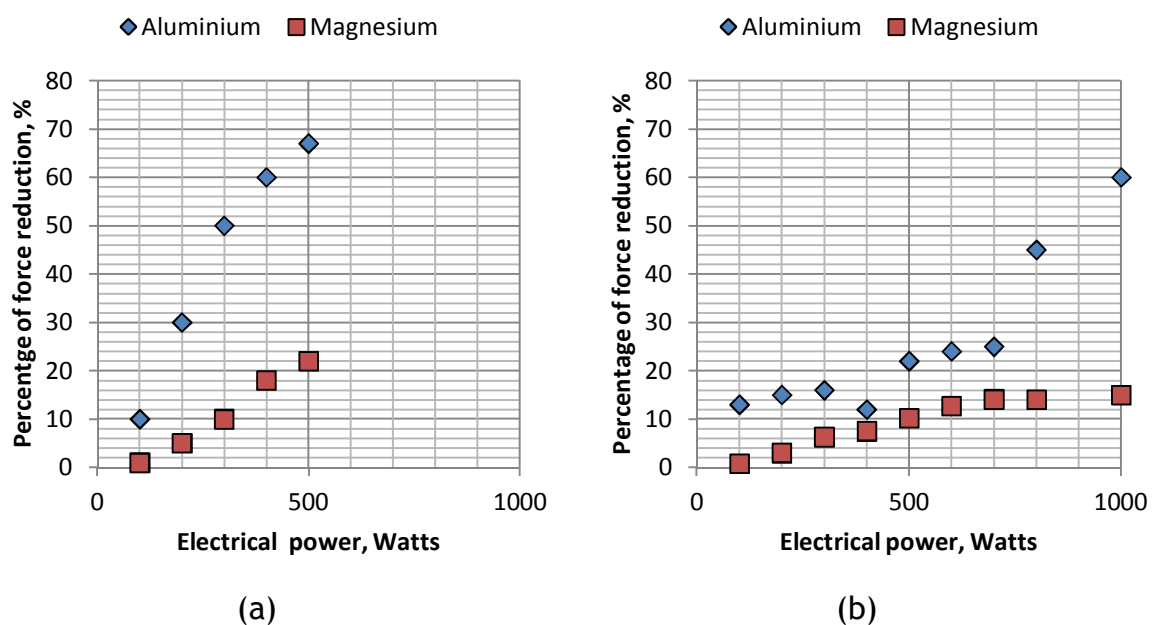 Aluminium Magnesium
Percentge of force reduction, %
80
70
60
50
40
30
20
10
0
0 500 1000
Electrical power, Watts
(a)
Aluminium Magnesium
Percentage of force reduction, %
80
70
60
50
40
30
20
10
0
0 500 1000
Electrical power, Watts
(b)